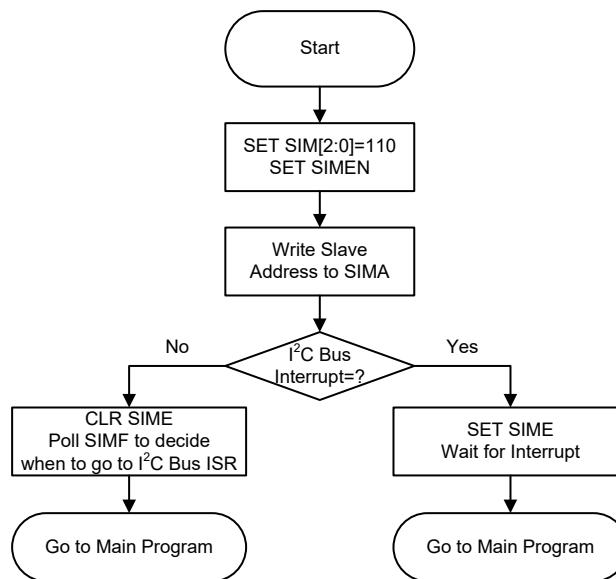 Start
SET SIM[2:0]=110
SET SIMEN
Write Slave
Address to SIMA
I²C Bus
Interrupt=?
No
Yes
CLR SIME
Poll SIMF to decide
when to go to I²C Bus ISR
SET SIME
Wait for Interrupt
Go to Main Program
Go to Main Program